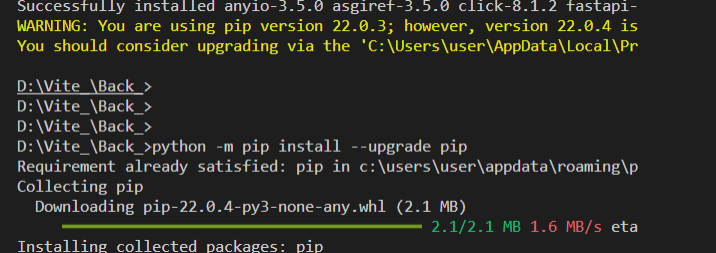 Successfully installed anyio-3.5.0 asgiref-3.5.0 click-8.1.2 fastapi-
WARNING: You are using pip version 22.0.3; however, version 22.0.4 is
You should consider upgrading via the 'C:\Users\user\AppData\Local\Pr
D:\Vite_\Back_>
D:\Vite_\Back_>
D:\Vite_\Back_>
D:\Vite_\Back_>python -m pip install --upgrade pip
Requirement already satisfied: pip in c:\users\user\appdata\roaming\p
Collecting pip
Downloading pip-22.0.4-py3-none-any.whl (2.1 MB)
2.1/2.1 MB 1.6 MB/s eta
Installing collected packages: pip